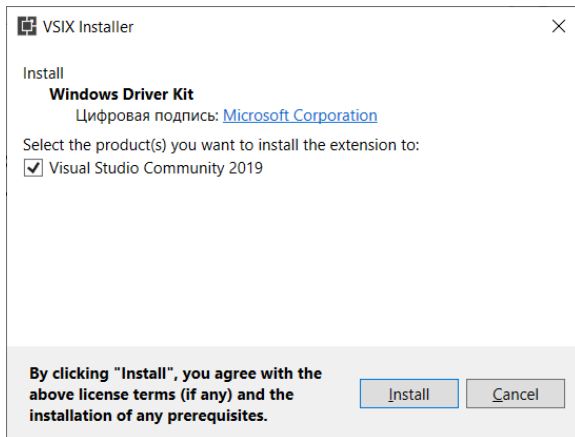 VSIX Installer
Install
Windows Driver Kit
Цифровая подпись: Microsoft Corporation
Select the product(s) you want to install the extension to:
Visual Studio Community 2019
By clicking "Install", you agree with the
above license terms (if any) and the
installation of any prerequisites.
Install
Cancel